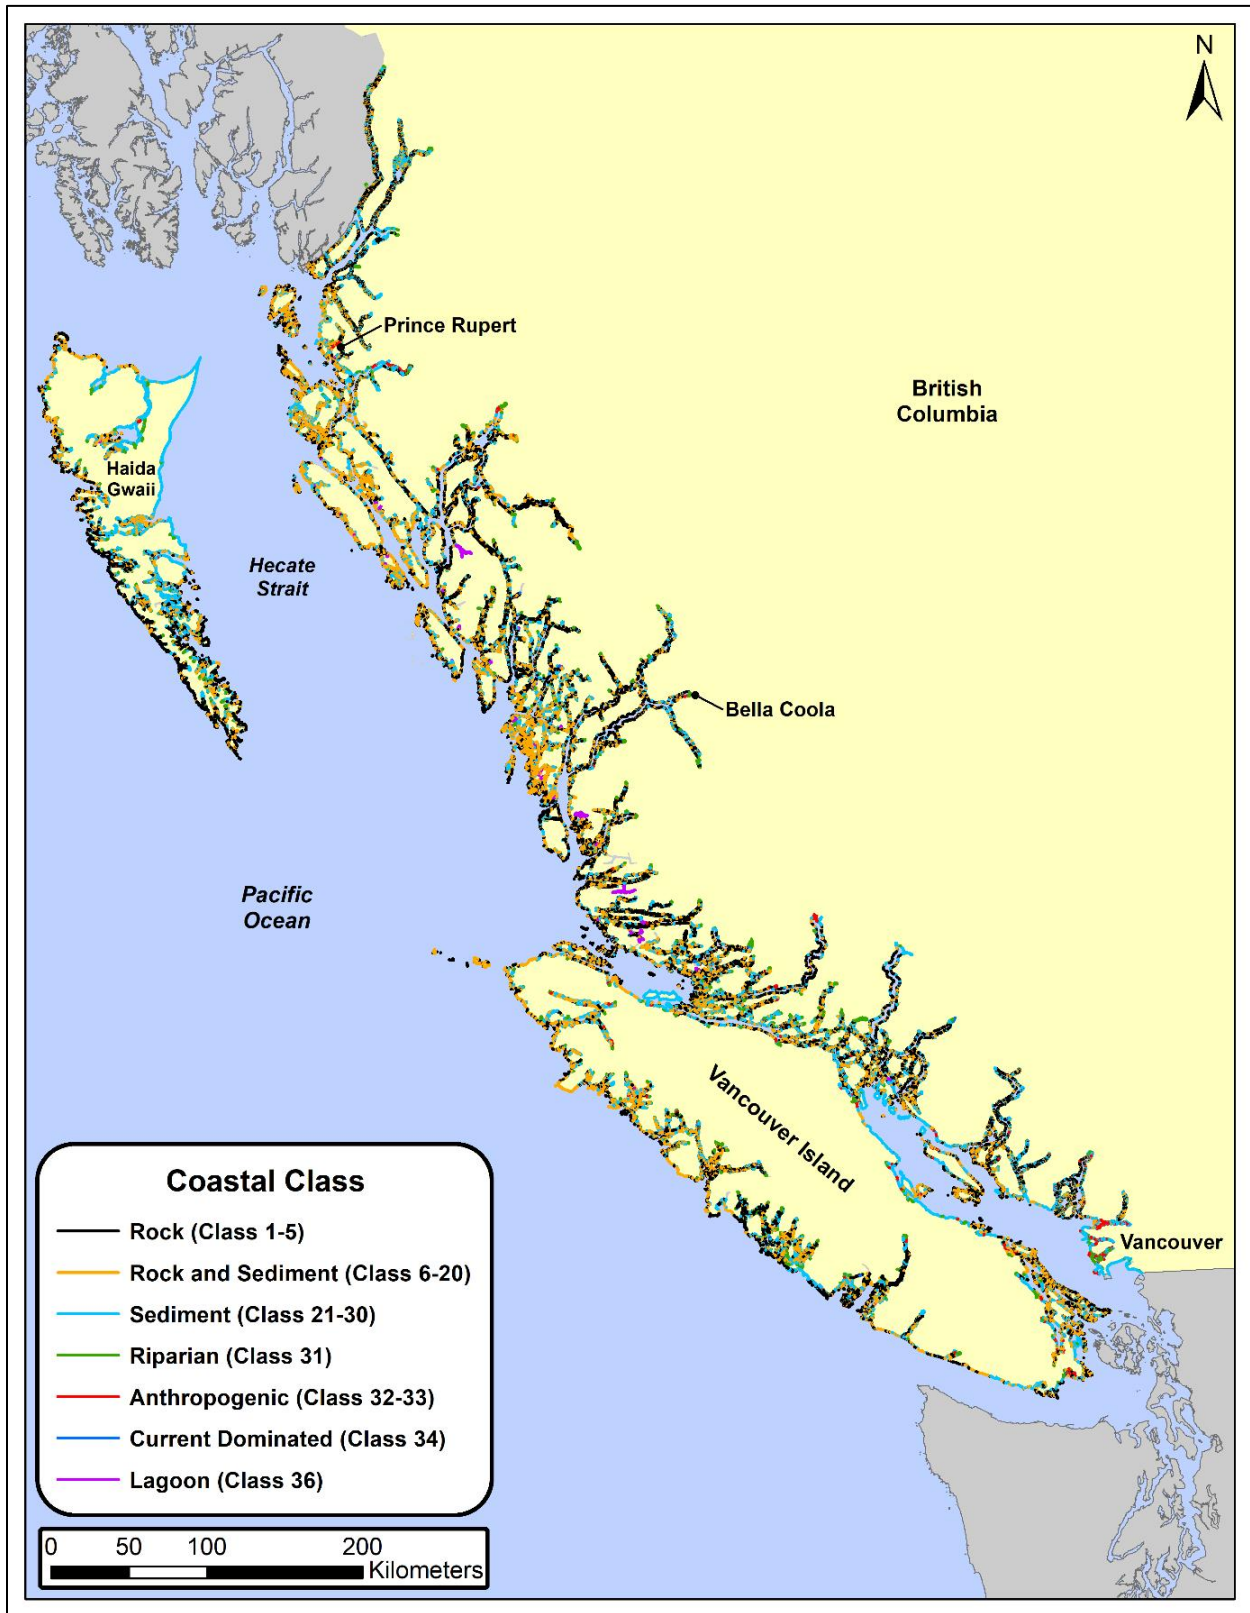 N
Prince Rupert
British
Columbia
Haida
Gwaii
Hecate
Strait
Bella Coola
Pacific
Ocean
Vancouver Island
Vancouver
Coastal Class
Rock (Class 1-5)
Rock and Sediment (Class 6-20)
Sediment (Class 21-30)
Riparian (Class 31)
Anthropogenic (Class 32-33)
Current Dominated (Class 34)
Lagoon (Class 36)
0 50 100 200
Kilometers